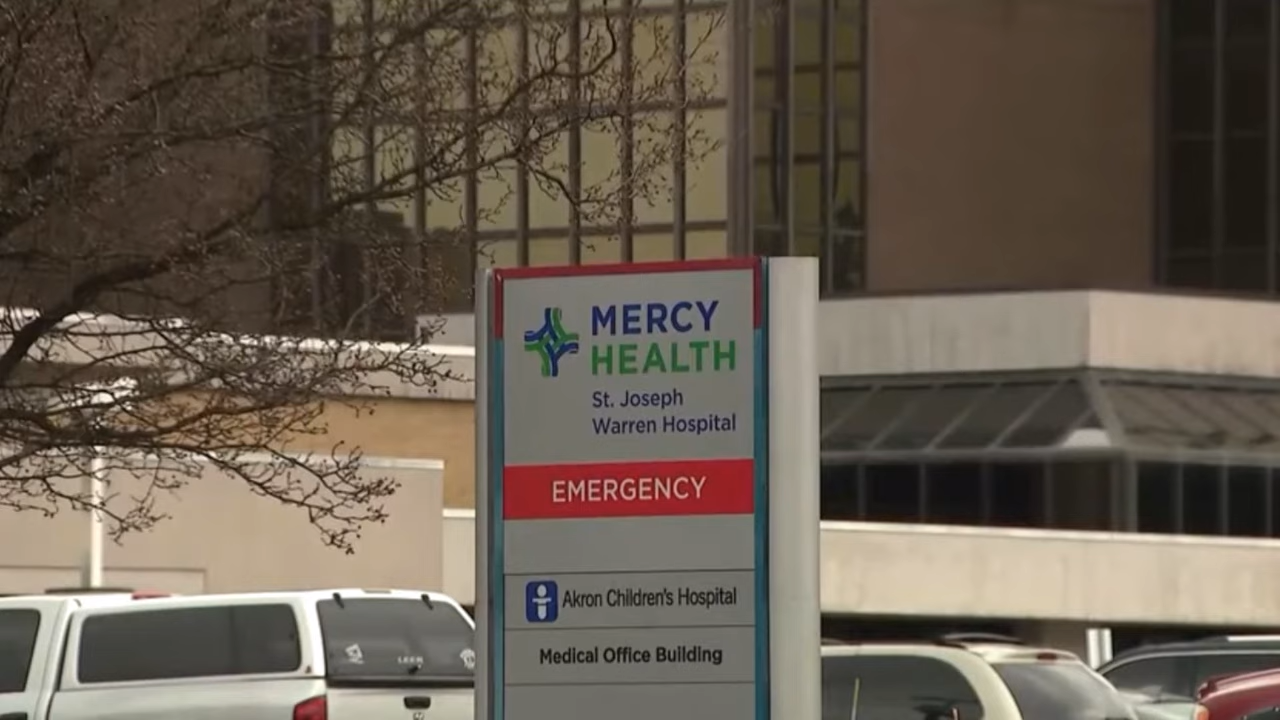 MERCY
HEALTH
St. Joseph
Warren Hospital
EMERGENCY
Akron Children's Hospital
Medical Office Building